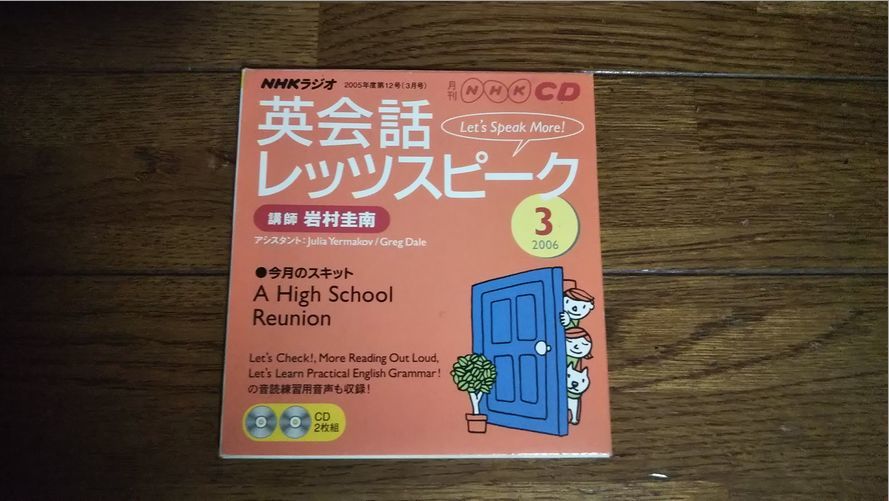 NHKラジオ 2005年度第12号(3月号) 月刊 NHK CD
英会話
Let's Speak More!
レッツスピーク
講師 岩村圭南
アシスタント: Julia Yermakov / Greg Dale
3
2006
●今月のスキット
A High School
Reunion
Let's Check!, More Reading Out Loud,
Let's Learn Practical English Grammar!
の音読練習用音声も収録!
CD
2枚組